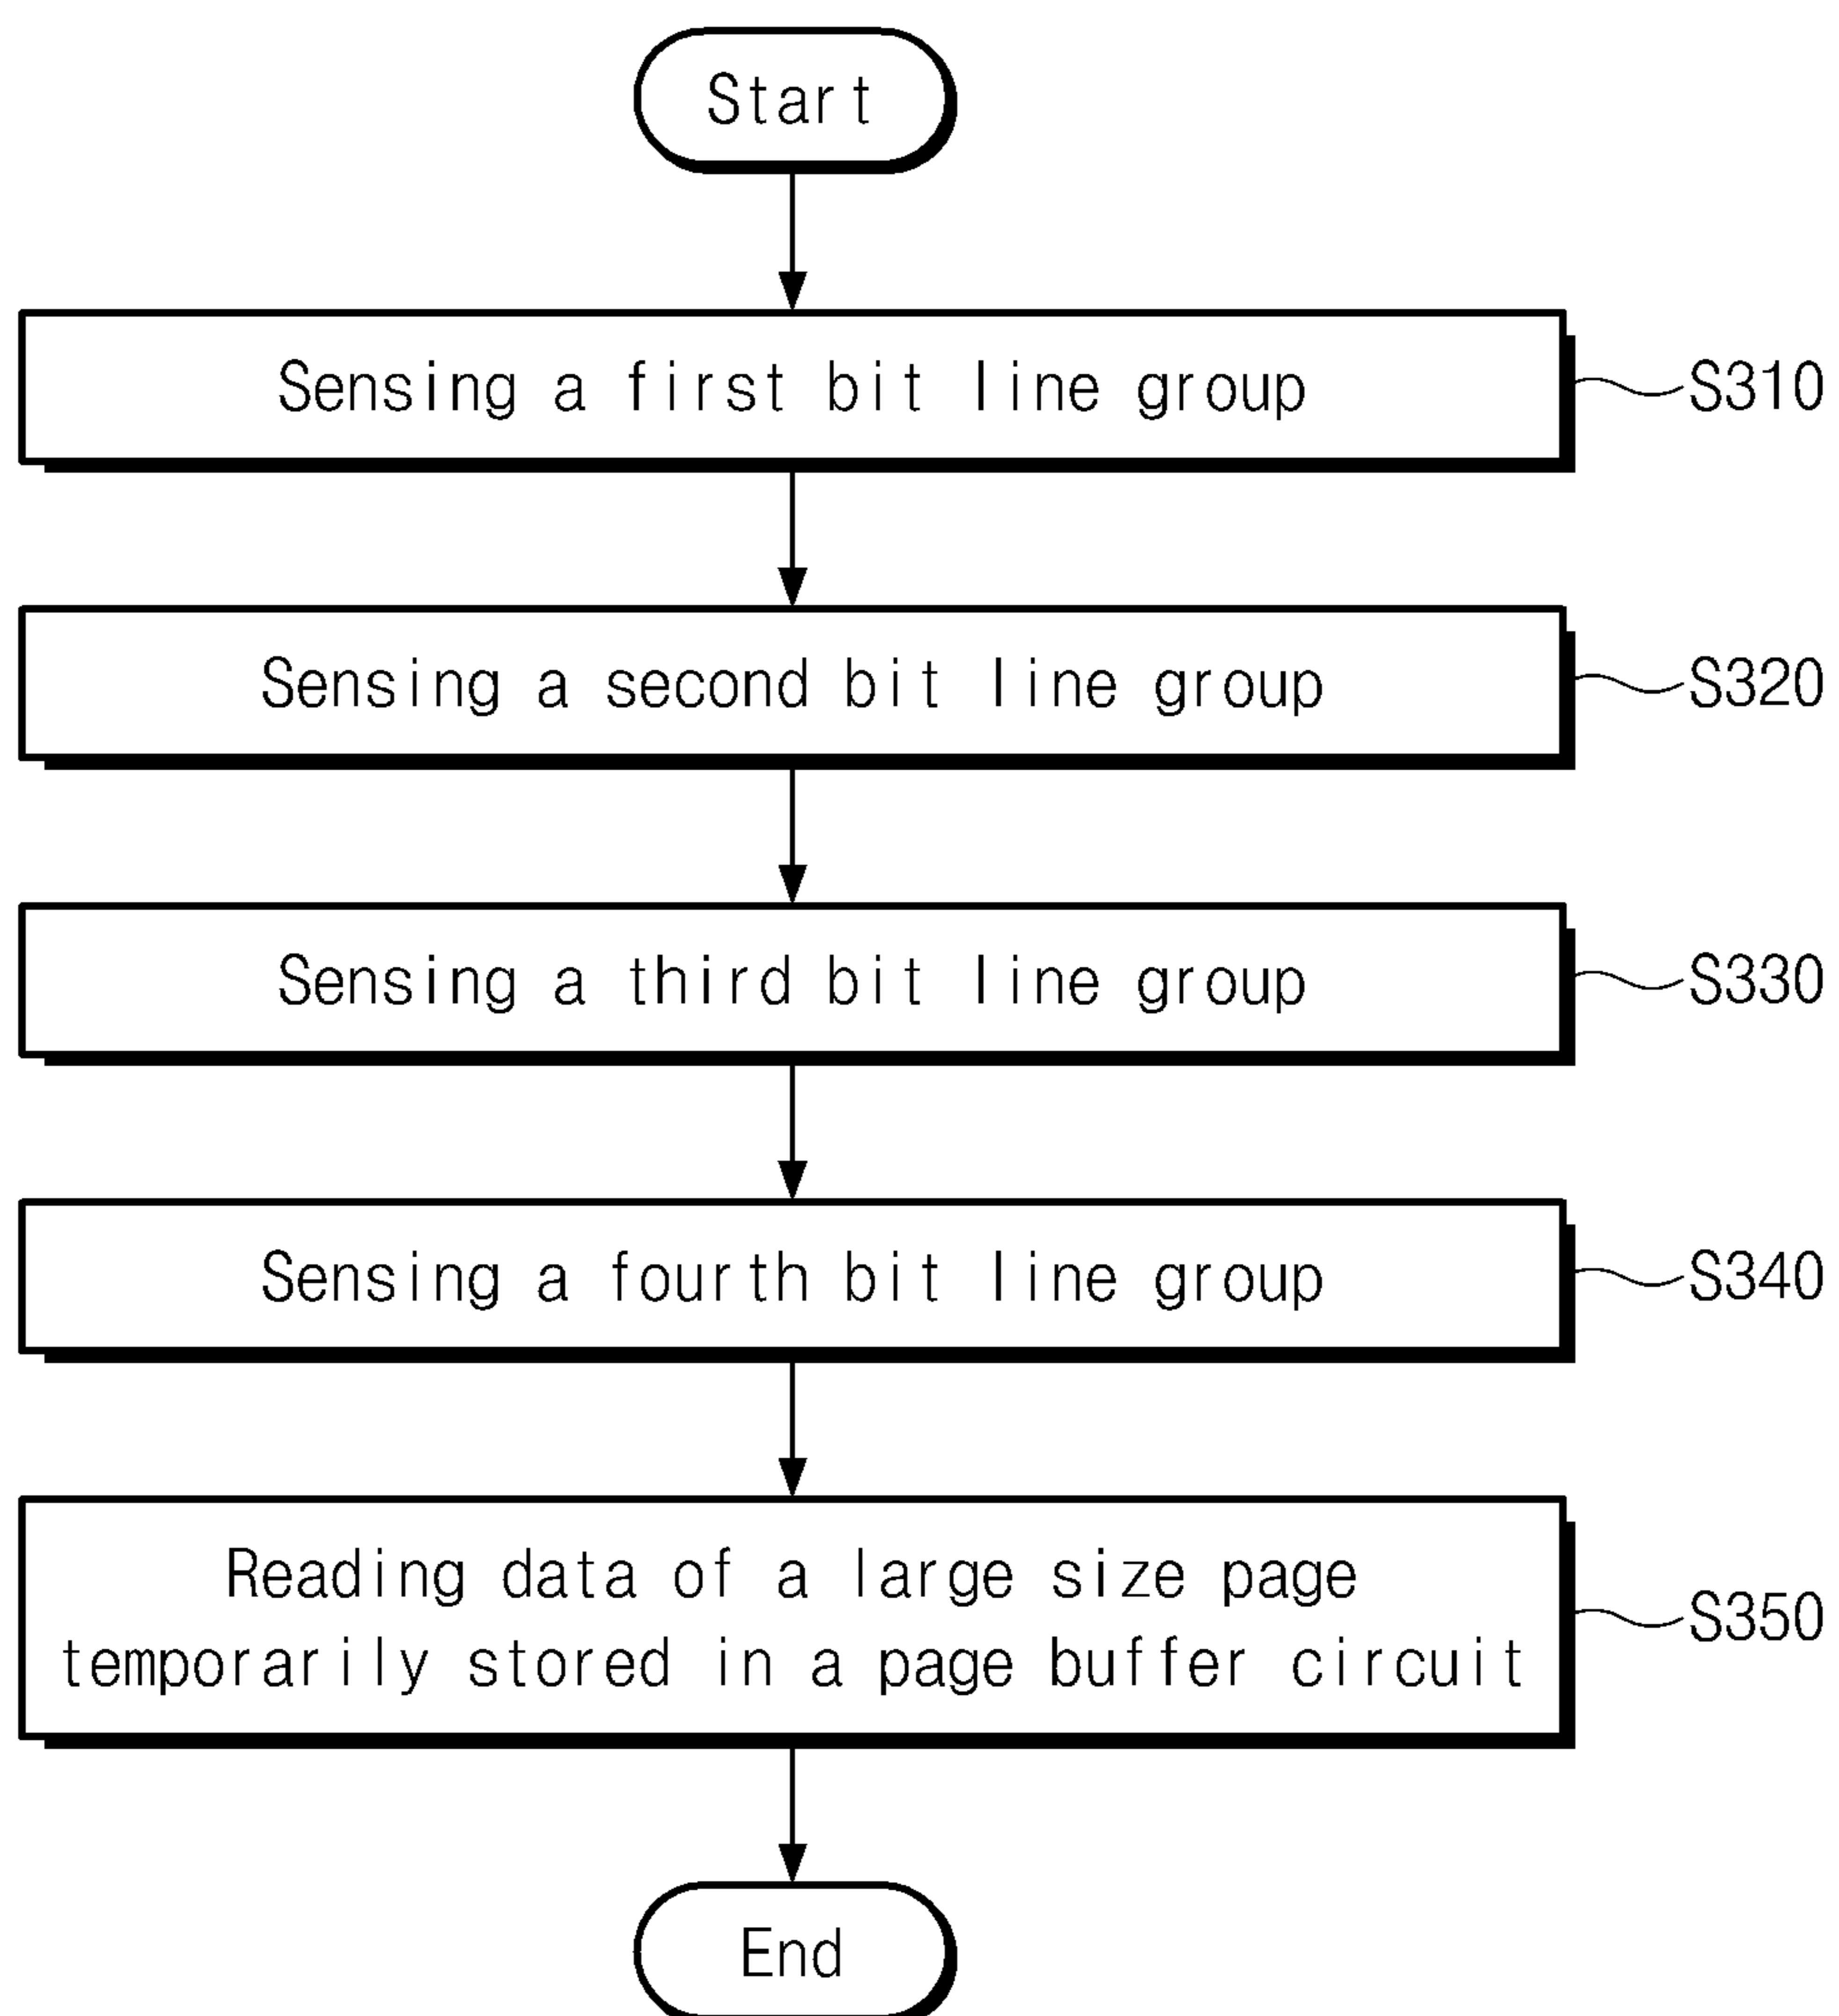 Start
Sensing a first bit line group
S310
Sensing a second bit line group
S320
Sensing a third bit line group
S330
Sensing a fourth bit line group
S340
Reading data of a large size page
temporarily stored in a page buffer circuit
S350
End